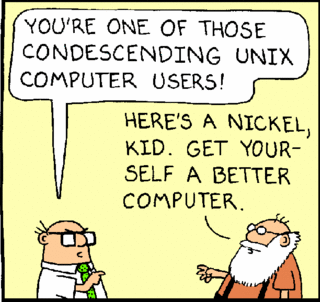 YOU'RE ONE OF THOSE
CONDESCENDING UNIX
COMPUTER USERS!
HERE'S A NICKEL,
KID. GET YOUR-
SELF A BETTER
COMPUTER.